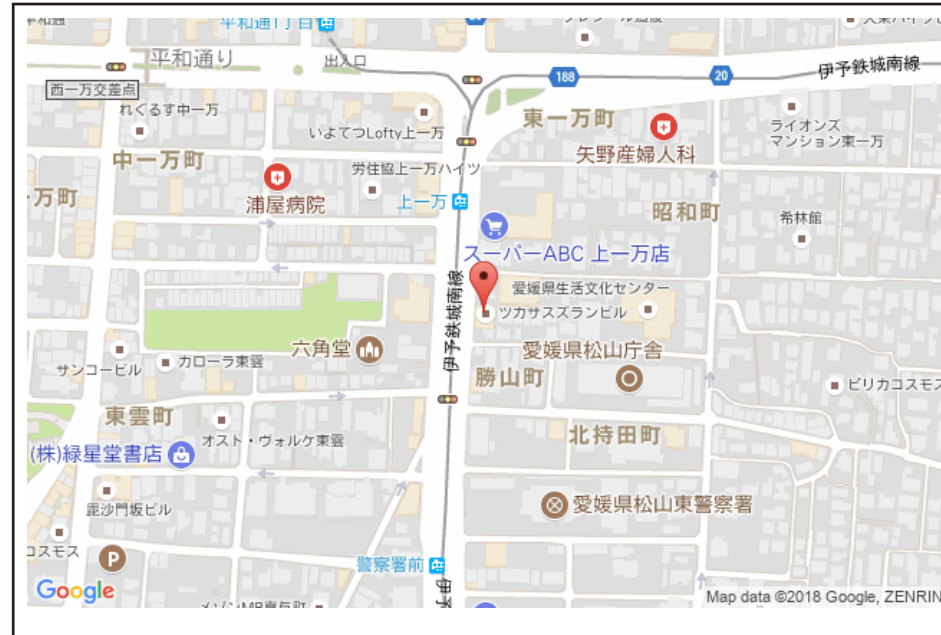 平和通1丁目
平和通り
出入口
188
20
伊予鉄城南線
西一万交差点
れぐるす中一万
いよてつLofty上一万
東一万町
ライオンズ
マンション東一万
矢野産婦人科
中一万町
労住協上一万ハイツ
一万町
浦屋病院
上一万
昭和町
希林館
スーパーABC 上一万店
愛媛県生活文化センター
ツカサスズランビル
伊予鉄城南線
六角堂
愛媛県松山庁舎
サンコービル
カローラ東雲
勝山町
ピリカコスモス
東雲町
オスト・ヴォルケ東雲
北持田町
(株)緑星堂書店
毘沙門坂ビル
愛媛県松山東警察署
コスモス
P
警察署前
Google
Map data ©2018 Google, ZENRIN